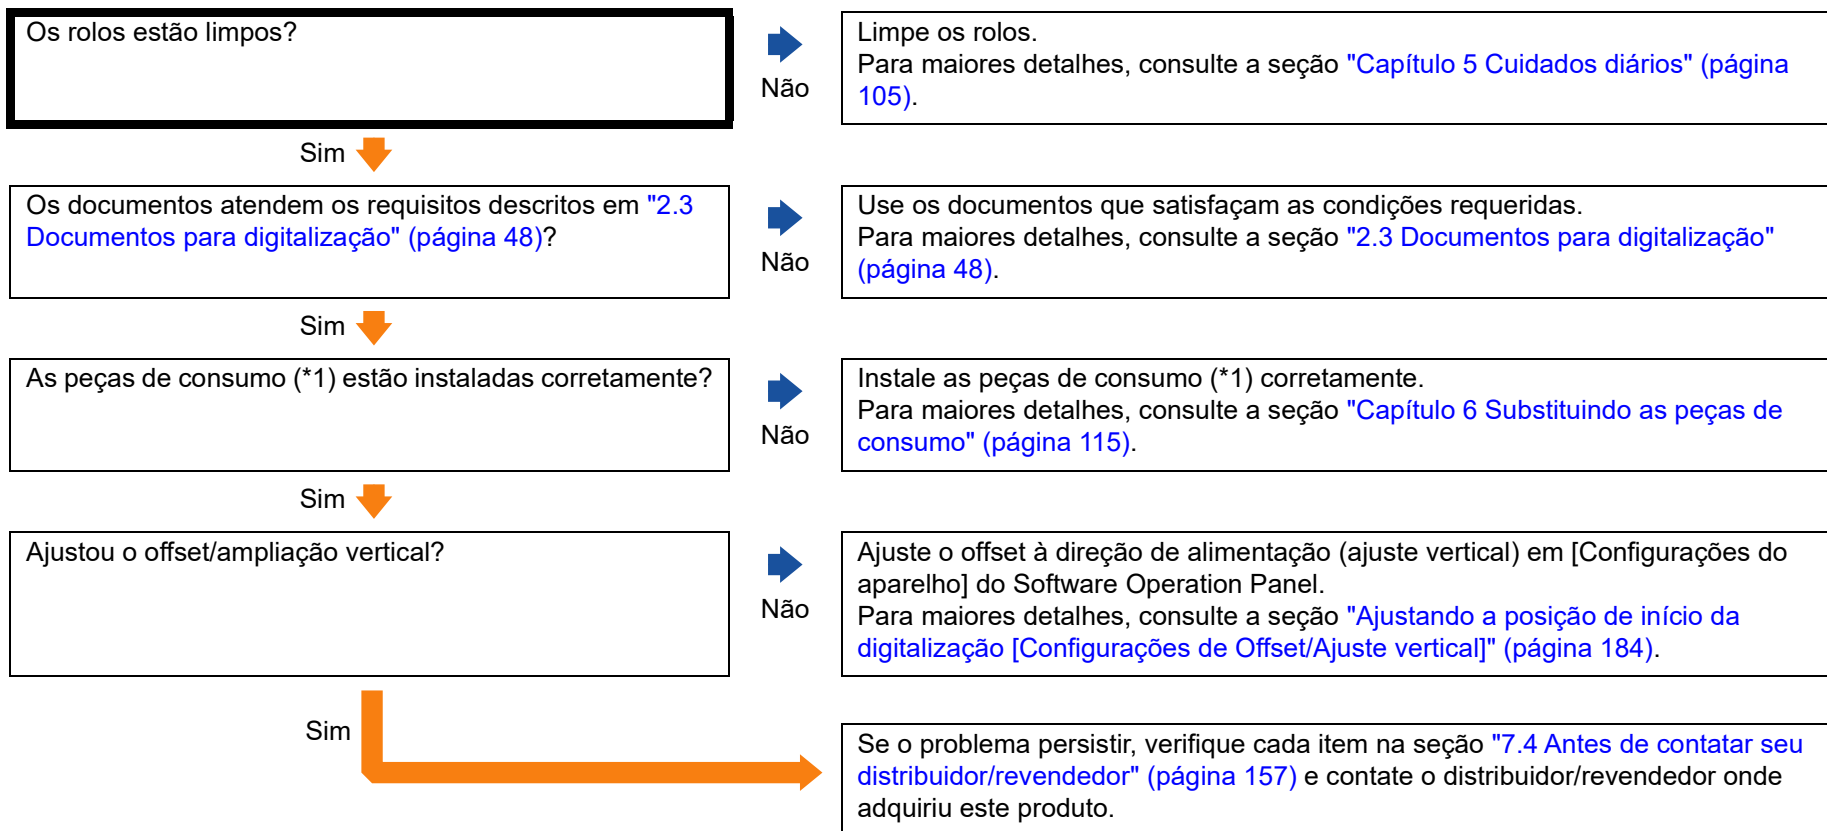 Os rolos estão limpos?
Não
Limpe os rolos.
Para maiores detalhes, consulte a seção "Capítulo 5 Cuidados diários" (página
105).
Sim
Os documentos atendem os requisitos descritos em "2.3
Documentos para digitalização" (página 48)?
Não
Use os documentos que satisfaçam as condições requeridas.
Para maiores detalhes, consulte a seção "2.3 Documentos para digitalização"
(página 48).
Sim
As peças de consumo (*1) estão instaladas corretamente?
Não
Instale as peças de consumo (*1) corretamente.
Para maiores detalhes, consulte a seção "Capítulo 6 Substituindo as peças de
consumo" (página 115).
Sim
Ajustou o offset/ampliação vertical?
Não
Ajuste o offset à direção de alimentação (ajuste vertical) em [Configurações do
aparelho] do Software Operation Panel.
Para maiores detalhes, consulte a seção "Ajustando a posição de início da
digitalização [Configurações de Offset/Ajuste vertical]" (página 184).
Sim
Se o problema persistir, verifique cada item na seção "7.4 Antes de contatar seu
distribuidor/revendedor" (página 157) e contate o distribuidor/revendedor onde
adquiriu este produto.